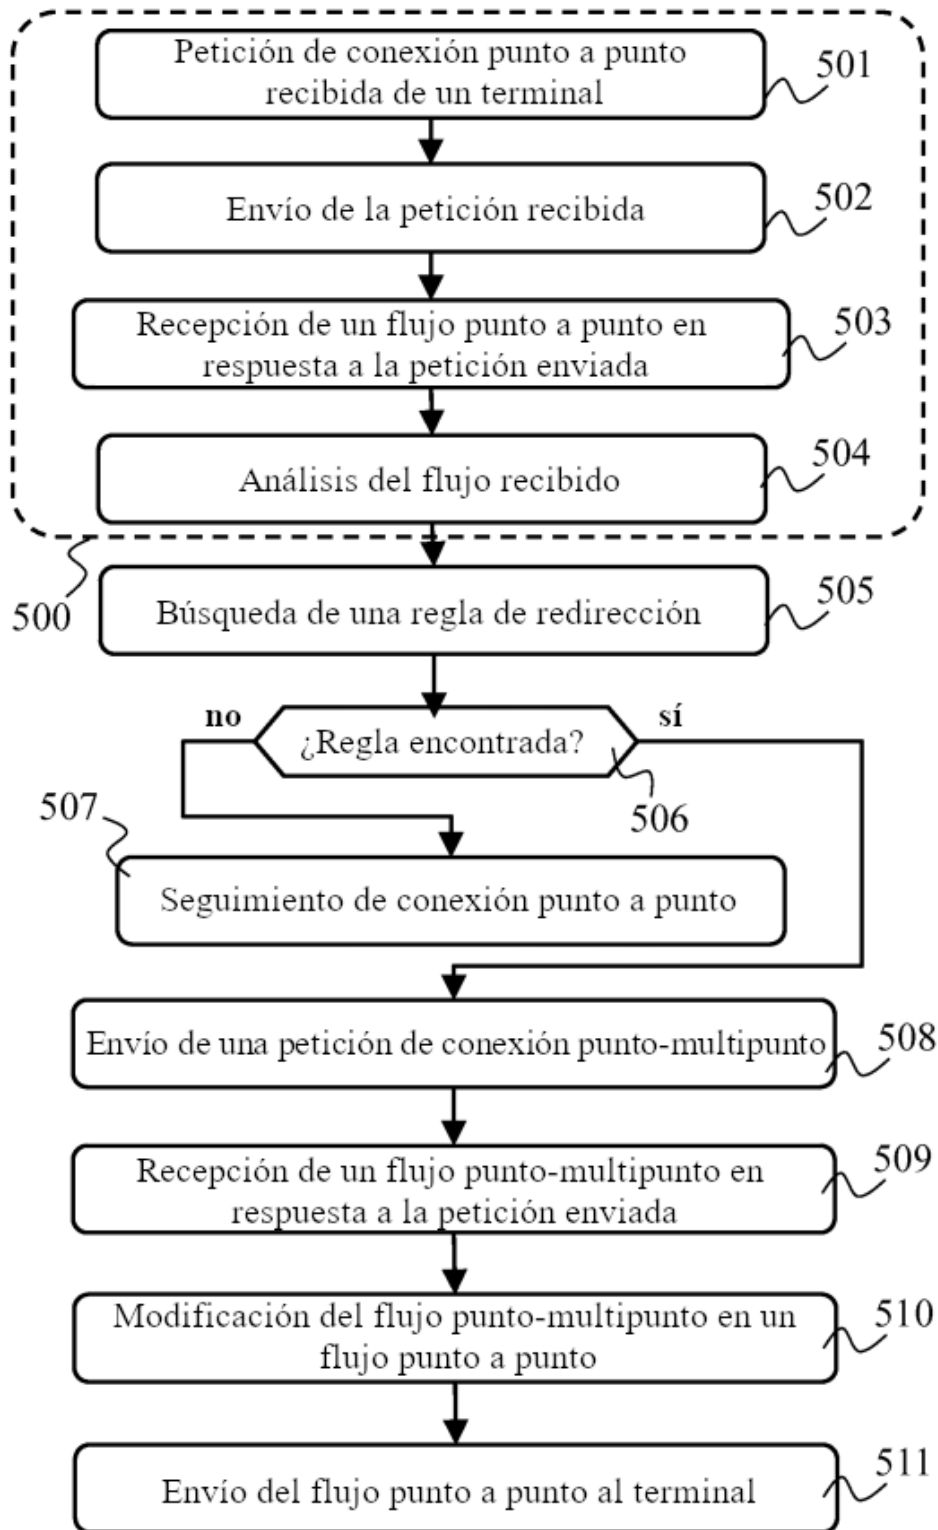 Petición de conexión punto a punto
recibida de un terminal
501
Envío de la petición recibida
502
Recepción de un flujo punto a punto en
respuesta a la petición enviada
503
Análisis del flujo recibido
504
500
Búsqueda de una regla de redirección
505
no
¿Regla encontrada?
sí
506
507
Seguimiento de conexión punto a punto
Envío de una petición de conexión punto-multipunto
508
Recepción de un flujo punto-multipunto en
respuesta a la petición enviada
509
Modificación del flujo punto-multipunto en un
flujo punto a punto
510
Envío del flujo punto a punto al terminal
511